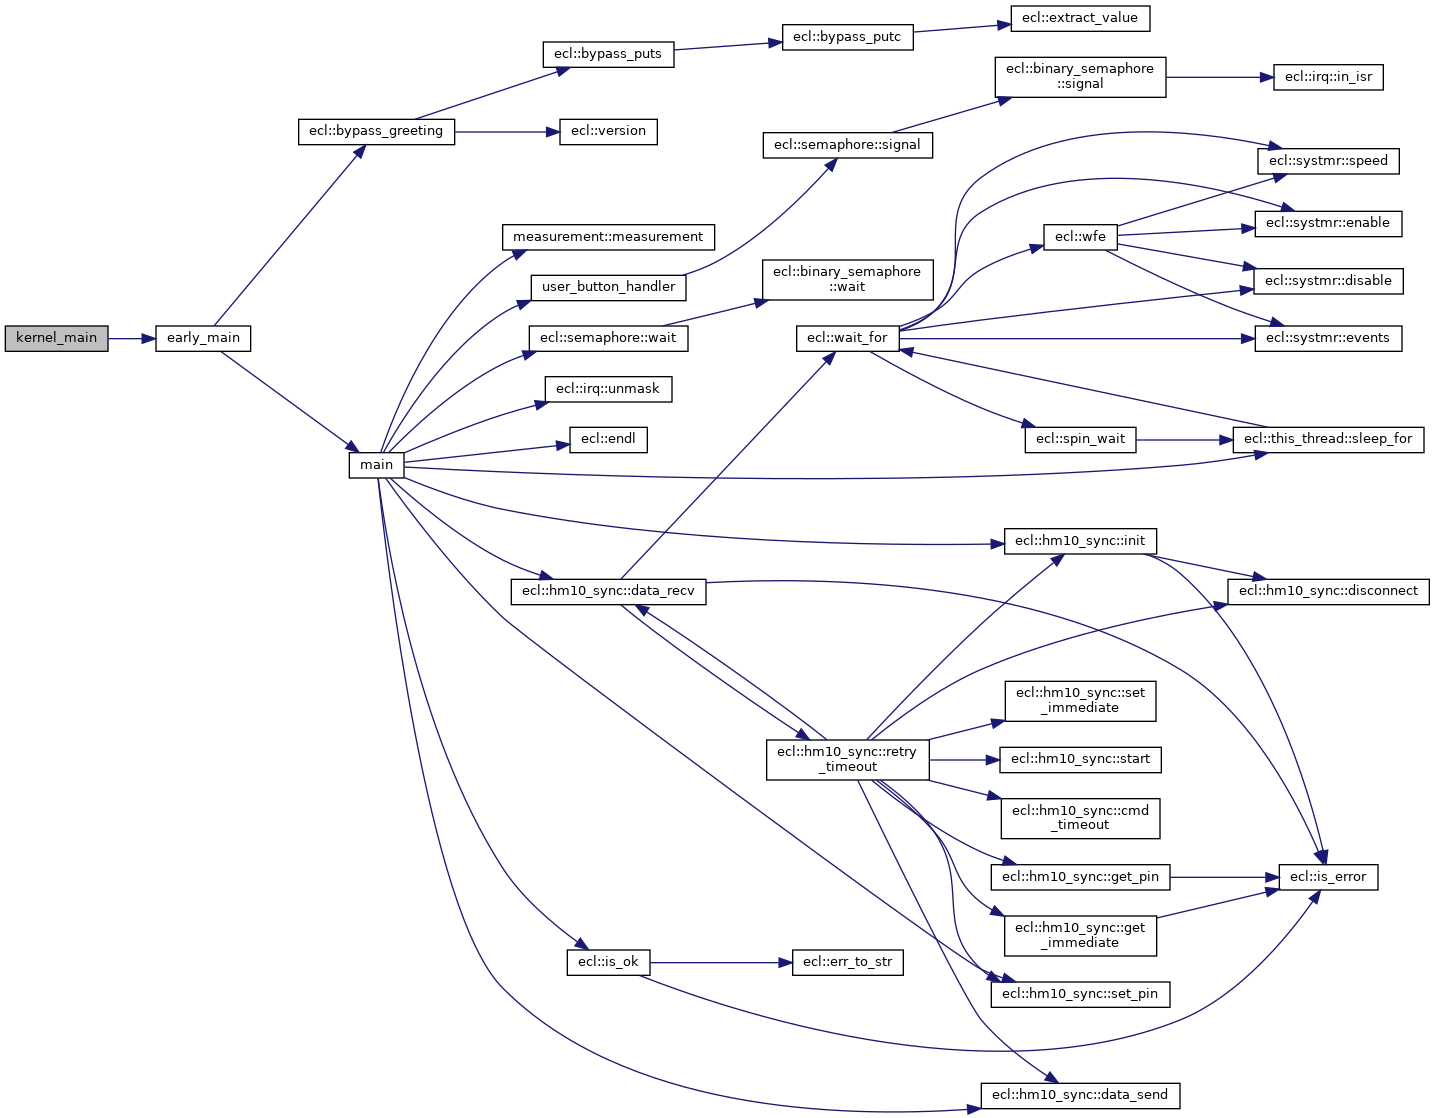 ecl::extract_value
ecl::bypass_putc
ecl::bypass_puts
ecl::binary_semaphore
::signal
ecl::irq::in_isr
ecl::bypass_greeting
ecl::version
ecl::semaphore::signal
ecl::systmr::speed
ecl::systmr::enable
measurement::measurement
ecl::wfe
ecl::binary_semaphore
::wait
user_button_handler
ecl::systmr::disable
kernel_main
early_main
ecl::semaphore::wait
ecl::wait_for
ecl::systmr::events
ecl::irq::unmask
ecl::endl
ecl::spin_wait
ecl::this_thread::sleep_for
main
ecl::hm10_sync::init
ecl::hm10_sync::data_recv
ecl::hm10_sync::disconnect
ecl::hm10_sync::set
_immediate
ecl::hm10_sync::retry
_timeout
ecl::hm10_sync::start
ecl::hm10_sync::cmd
_timeout
ecl::hm10_sync::get_pin
ecl::is_error
ecl::hm10_sync::get
_immediate
ecl::is_ok
ecl::err_to_str
ecl::hm10_sync::set_pin
ecl::hm10_sync::data_send